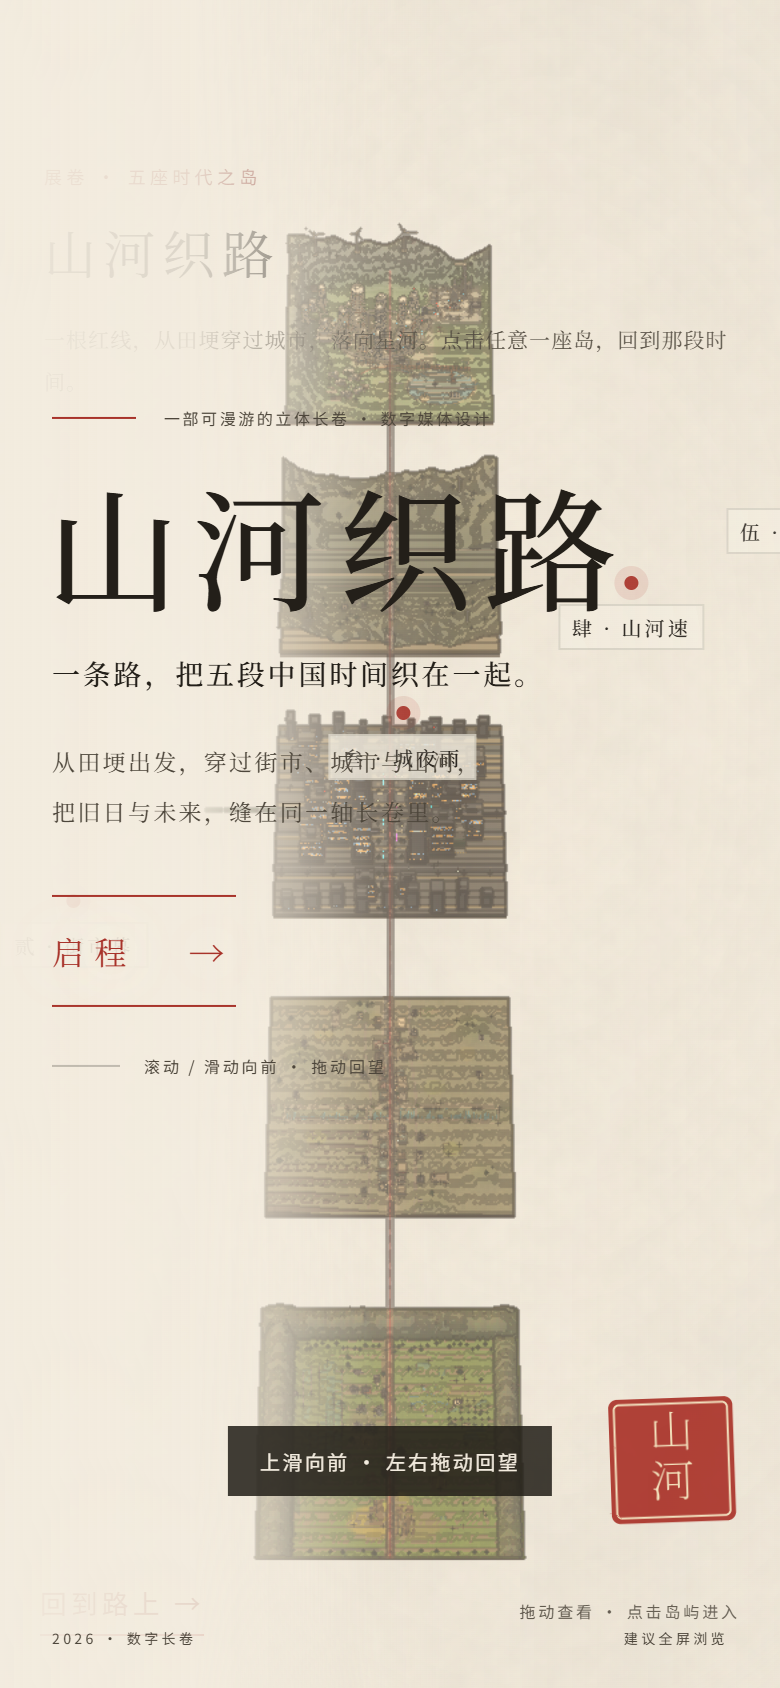 展卷 · 五座时代之岛
山河织路
一根红线，从田埂穿过城市，落向星河。点击任意一座岛，回到那段时
间。
一部可漫游的立体长卷 · 数字媒体设计
山河织路
伍 ·
肆 · 山河速
一条路，把五段中国时间织在一起。
叁 · 城夜雨
从田埂出发，穿过街市、城市与山河，
把旧日与未来，缝在同一轴长卷里。
启程 →
滚动 / 滑动向前 · 拖动回望
上滑向前 · 左右拖动回望
山河
回到路上 →
拖动查看 · 点击岛屿进入
2026 · 数字长卷
建议全屏浏览